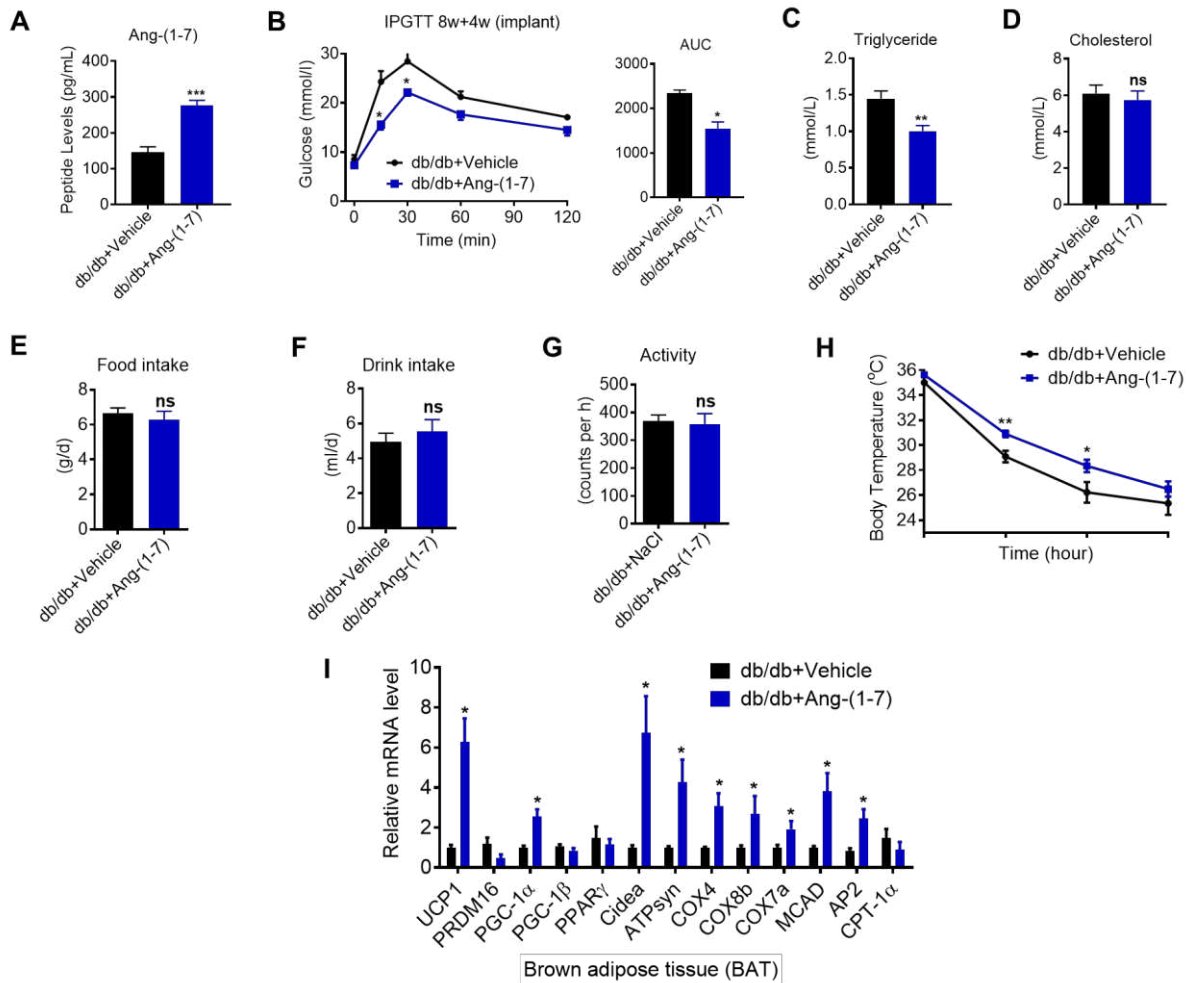 A
Ang-(1-7)
Peptide Levels (pg/mL)
400
300
200
100
0
***
db/db+Vehicle
db/db+Ang-(1-7)
B
IPGTT 8w+4w (implant)
Gulcose (mmol/l)
30
20
10
0
*
*
db/db+Vehicle
db/db+Ang-(1-7)
0
30
60
90
120
Time (min)
AUC
3000
2000
1000
0
*
db/db+Vehicle
db/db+Ang-(1-7)
C
Triglyceride
(mmol/L)
2.0
1.5
1.0
0.5
0.0
**
db/db+Vehicle
db/db+Ang-(1-7)
D
Cholesterol
(mmol/L)
8
6
4
2
0
ns
db/db+Vehicle
db/db+Ang-(1-7)
E
Food intake
(g/d)
8
6
4
2
0
ns
db/db+Vehicle
db/db+Ang-(1-7)
F
Drink intake
(ml/d)
8
6
4
2
0
ns
db/db+Vehicle
db/db+Ang-(1-7)
G
Activity
(counts per h)
500
400
300
200
100
0
ns
db/db+NaCl
db/db+Ang-(1-7)
H
db/db+Vehicle
db/db+Ang-(1-7)
Body Temperature (°C)
36
34
32
30
28
26
24
**
*
Time (hour)
I
db/db+Vehicle
db/db+Ang-(1-7)
Relative mRNA level
10
8
6
4
2
0
*
*
*
*
*
*
*
*
*
UCP1
PRDM16
PGC-1α
PGC-1β
PPARγ
Cidea
ATPsyn
COX4
COX8b
COX7a
MCAD
AP2
CPT-1α
Brown adipose tissue (BAT)